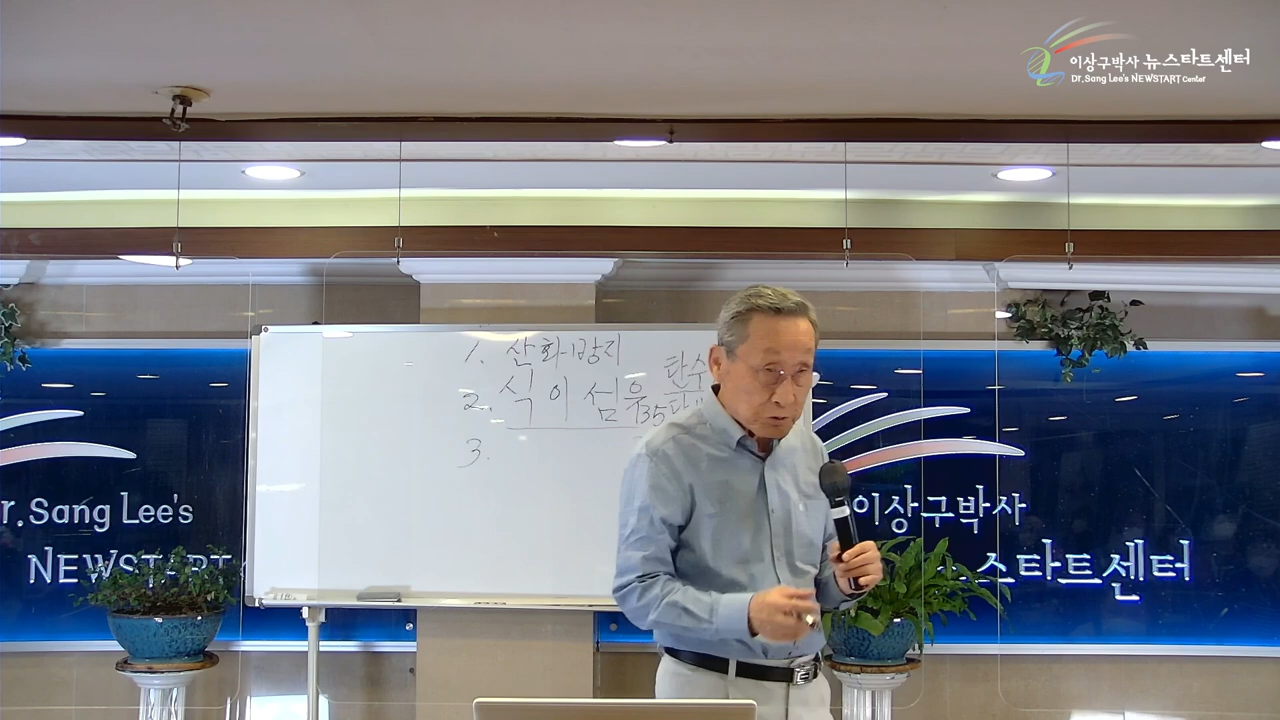 이상구박사 뉴스타트센터
Dr. Sang Lee's NEWSTART Center
1. 산화방지
2. 식이섬유 탄수
35
3.
r. Sang Lee's
NEWSTART
이상구박사
스타트센터